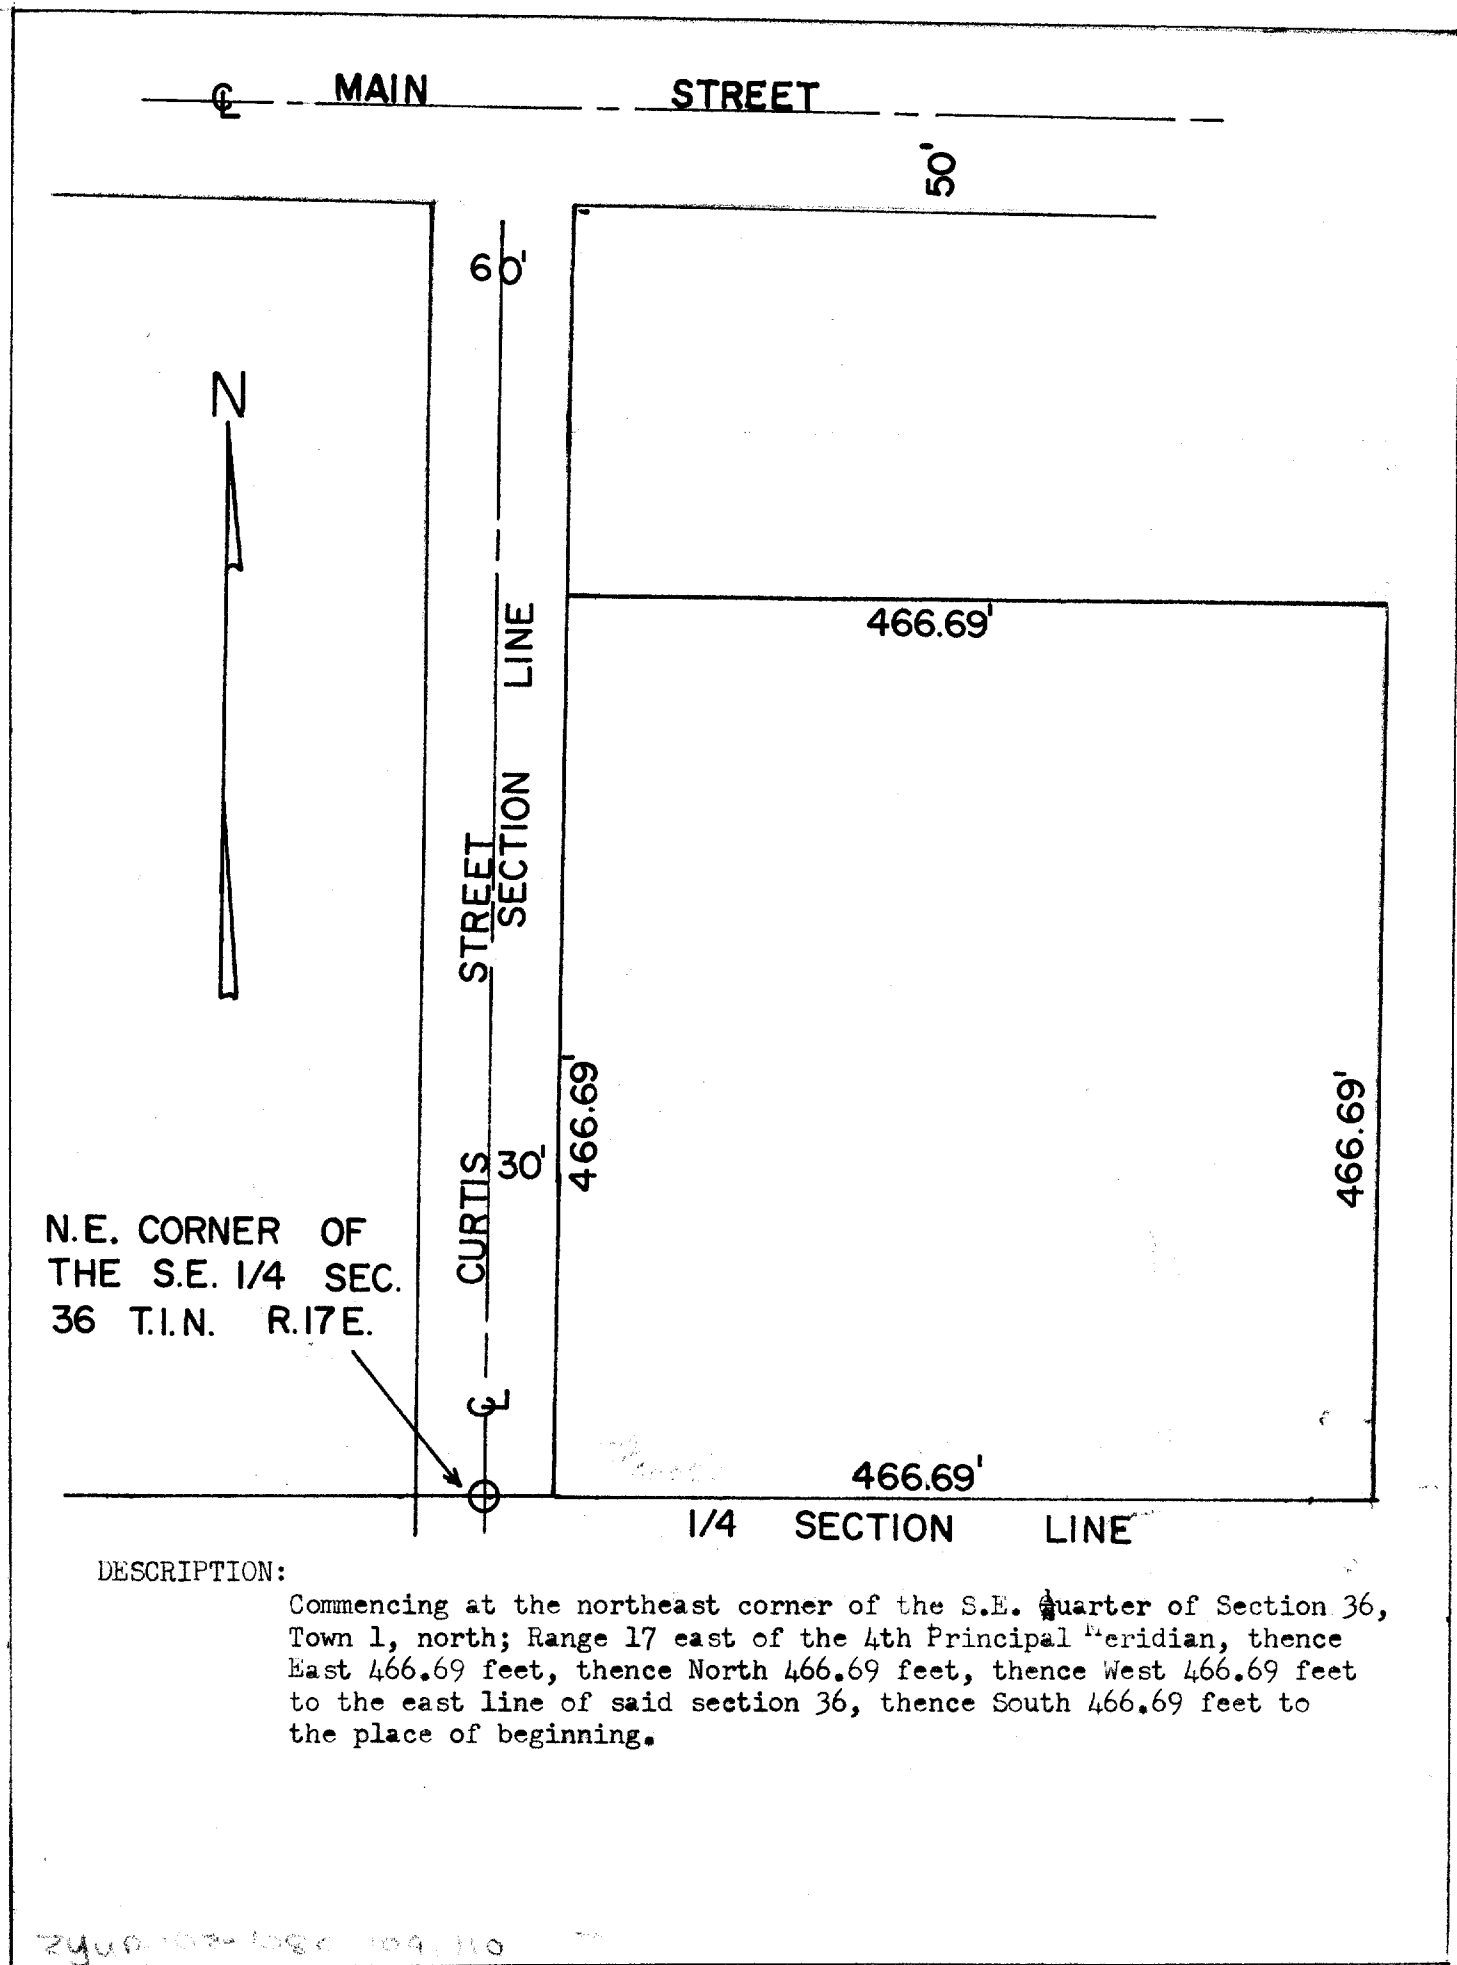 ℄ MAIN STREET
50'
60'
N
SECTION LINE
466.69'
CURTIS STREET
30'
466.69'
466.69'
N.E. CORNER OF
THE S.E. 1/4 SEC.
36 T.1.N. R.17E.
℄
466.69'
1/4 SECTION LINE
DESCRIPTION:
Commencing at the northeast corner of the S.E. Quarter of Section 36,
Town 1, north; Range 17 east of the 4th Principal Meridian, thence
East 466.69 feet, thence North 466.69 feet, thence West 466.69 feet
to the east line of said section 36, thence South 466.69 feet to
the place of beginning.